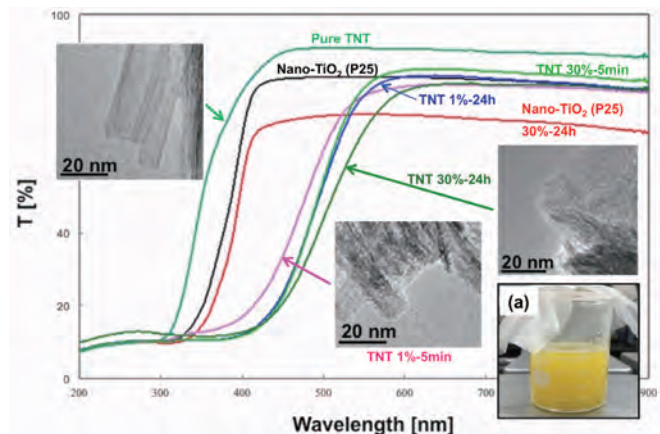 100
Pure TNT
Nano-TiO₂ (P25)
TNT 30%-5min
TNT 1%-24h
Nano-TiO₂ (P25)
30%-24h
20 nm
TNT 30%-24h
T [%]
40
20 nm
20
(a)
20 nm
TNT 1%-5min
0
200
300
400
500
600
700
900
Wavelength [nm]